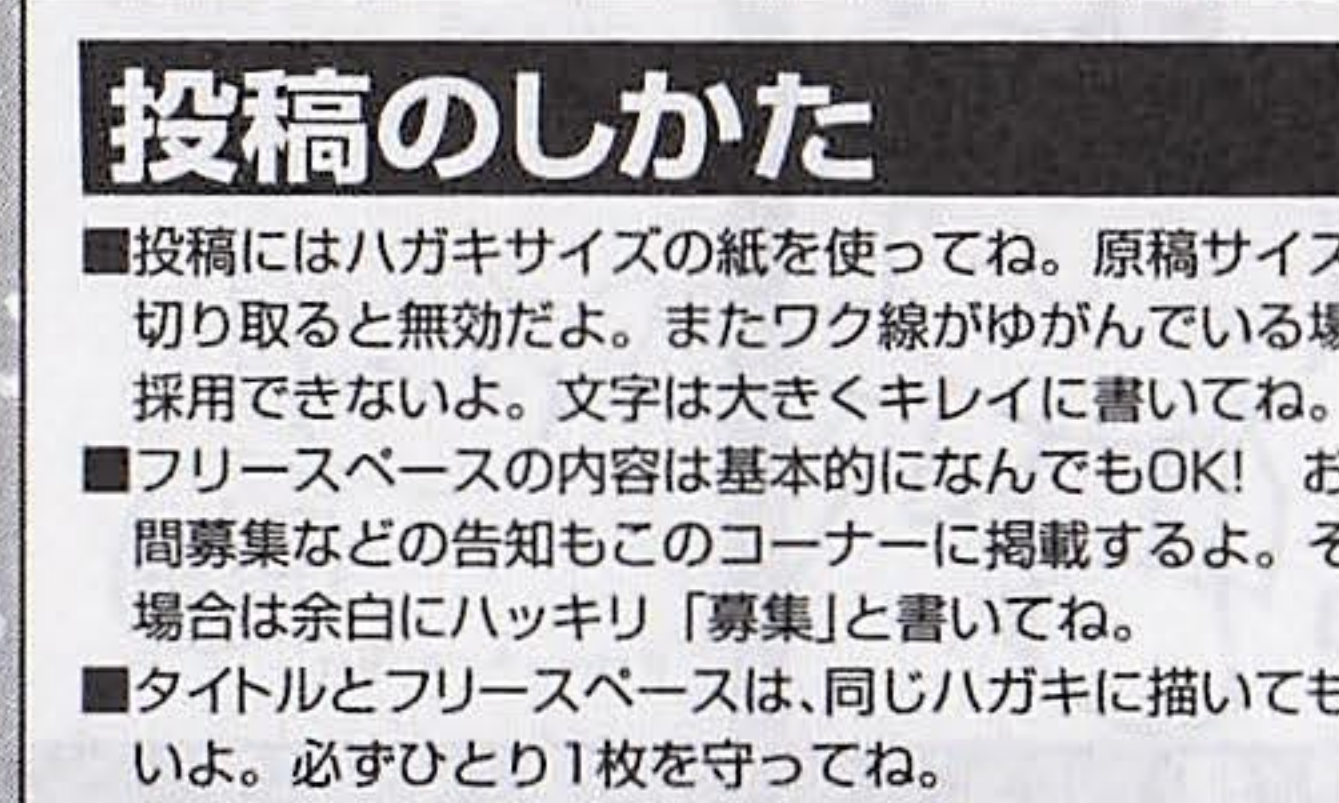 投稿のしかた
■投稿にはハガキサイズの紙を使ってね。原稿サイズ
切り取ると無効だよ。またワク線がゆがんでいる場
採用できないよ。文字は大きくキレイに書いてね。
■フリースペースの内容は基本的になんでもOK! お
間募集などの告知もこのコーナーに掲載するよ。そ
場合は余白にハッキリ「募集」と書いてね。
■タイトルとフリースペースは、同じハガキに描いても
いよ。必ずひとり1枚を守ってね。